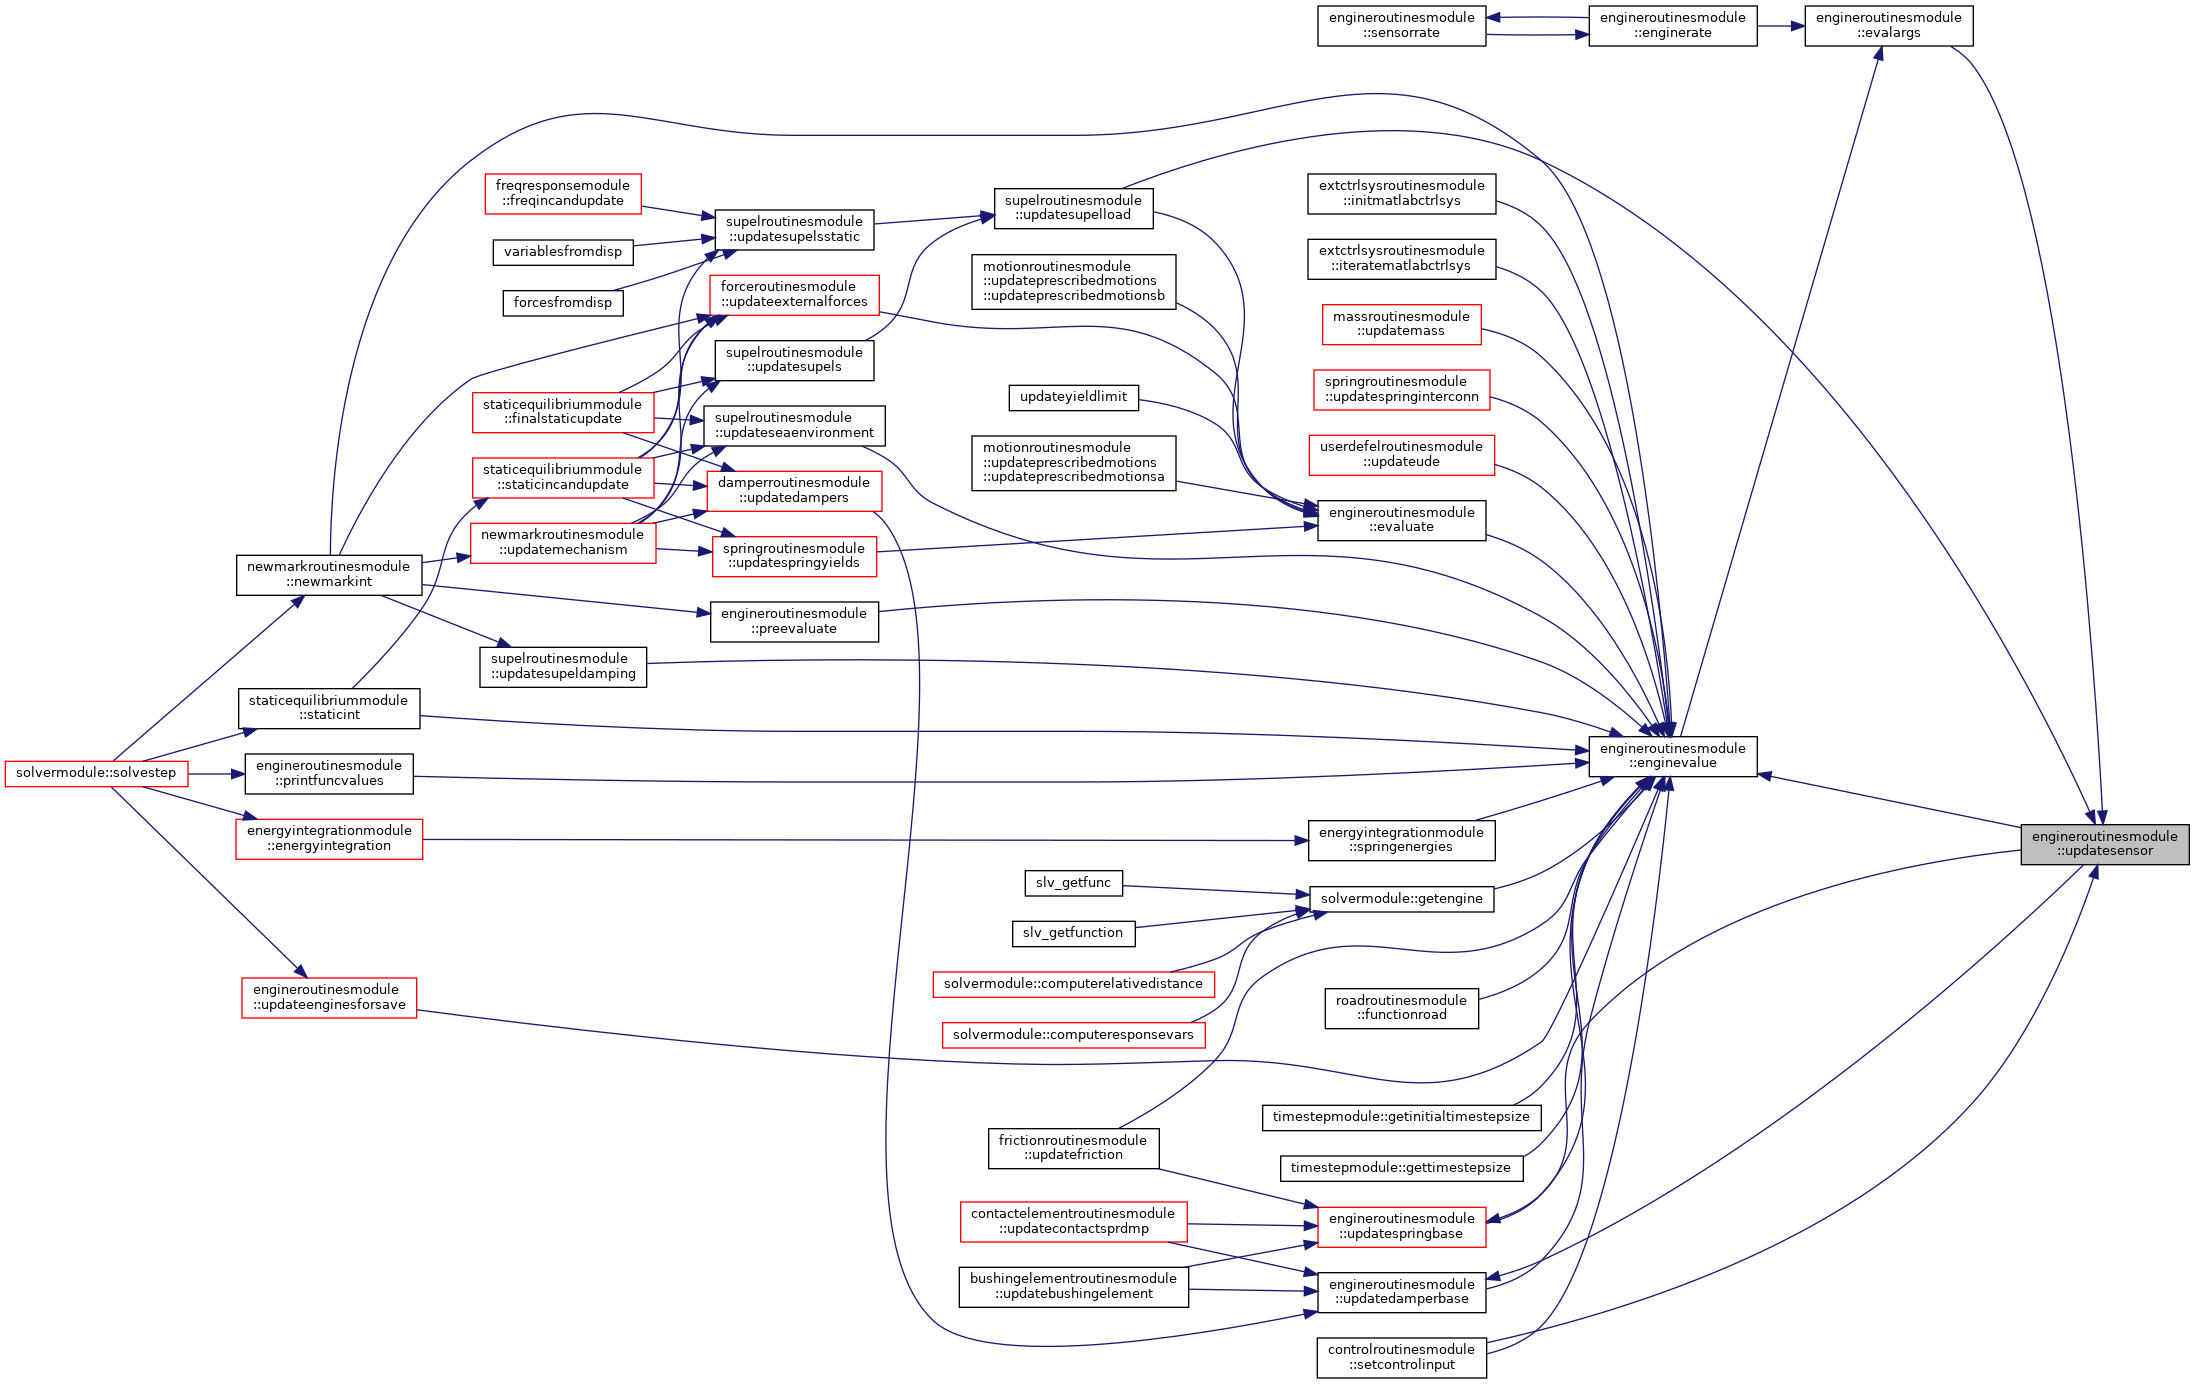 engineroutinesmodule
::sensorrate
engineroutinesmodule
::enginerate
engineroutinesmodule
::evalargs
freqresponsemodule
::freqincandupdate
variablesfromdisp
forcesfromdisp
supelroutinesmodule
::updatesupelsstatic
forceroutinesmodule
::updateexternalforces
supelroutinesmodule
::updatesupels
supelroutinesmodule
::updateseaenvironment
damperroutinesmodule
::updatedampers
springroutinesmodule
::updatespringyields
engineroutinesmodule
::preevaluate
staticequilibriummodule
::finalstaticupdate
staticequilibriummodule
::staticincandupdate
newmarkroutinesmodule
::updatemechanism
supelroutinesmodule
::updatesupeldamping
newmarkroutinesmodule
::newmarkint
staticequilibriummodule
::staticint
engineroutinesmodule
::printfuncvalues
energyintegrationmodule
::energyintegration
engineroutinesmodule
::updateenginesforsave
solvermodule::solvestep
supelroutinesmodule
::updatesupelload
motionroutinesmodule
::updateprescribedmotions
::updateprescribedmotionsb
updateyieldlimit
motionroutinesmodule
::updateprescribedmotions
::updateprescribedmotionsa
extctrlsysroutinesmodule
::initmatlabctrlsys
extctrlsysroutinesmodule
::iteratematlabctrlsys
massroutinesmodule
::updatemass
springroutinesmodule
::updatespringinterconn
userdefelroutinesmodule
::updateude
engineroutinesmodule
::evaluate
engineroutinesmodule
::enginevalue
engineroutinesmodule
::updatesensor
energyintegrationmodule
::springenergies
slv_getfunc
slv_getfunction
solvermodule::getengine
solvermodule::computerelativedistance
solvermodule::computeresponsevars
roadroutinesmodule
::functionroad
timestepmodule::getinitialtimestepsize
timestepmodule::gettimestepsize
frictionroutinesmodule
::updatefriction
contactelementroutinesmodule
::updatecontactsprdmp
bushingelementroutinesmodule
::updatebushingelement
engineroutinesmodule
::updatespringbase
engineroutinesmodule
::updatedamperbase
controlroutinesmodule
::setcontrolinput